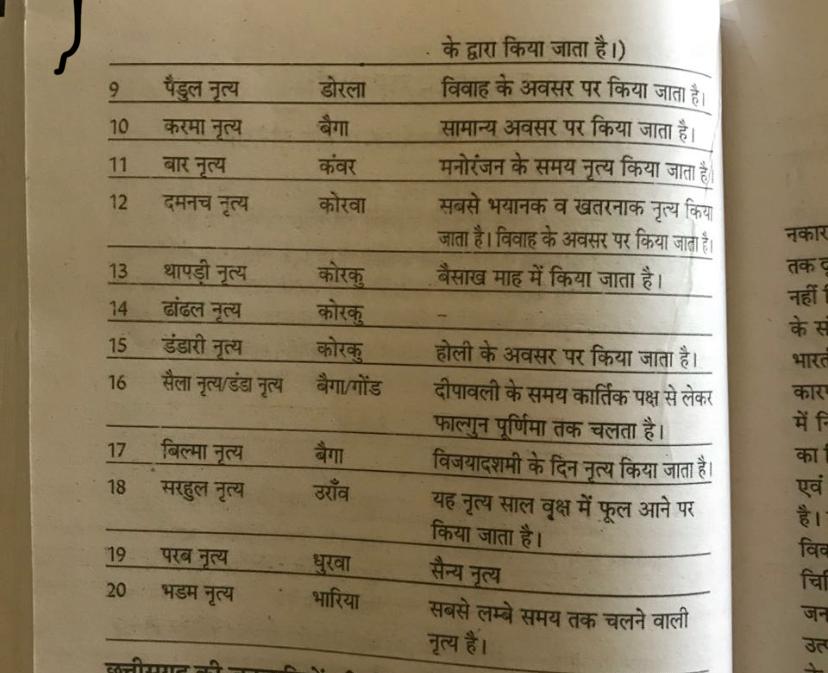 के द्वारा किया जाता है।)
9 पैडुल नृत्य डोरला विवाह के अवसर पर किया जाता है।
10 करमा नृत्य बैगा सामान्य अवसर पर किया जाता है।
11 बार नृत्य कंवर मनोरंजन के समय नृत्य किया जाता है।
12 दमनच नृत्य कोरवा सबसे भयानक व खतरनाक नृत्य किया
जाता है। विवाह के अवसर पर किया जाता है।
13 थापड़ी नृत्य कोरकु बैसाख माह में किया जाता है।
14 ढांढल नृत्य कोरकु –
15 डंडारी नृत्य कोरकु होली के अवसर पर किया जाता है।
16 सैला नृत्य/डंडा नृत्य बैगा/गोंड दीपावली के समय कार्तिक पक्ष से लेकर
फाल्गुन पूर्णिमा तक चलता है।
17 बिल्मा नृत्य बैगा विजयादशमी के दिन नृत्य किया जाता है।
18 सरहुल नृत्य उराँव यह नृत्य साल वृक्ष में फूल आने पर
किया जाता है।
19 परब नृत्य धुरवा सैन्य नृत्य
20 भडम नृत्य भारिया सबसे लम्बे समय तक चलने वाली
नृत्य है।
नकार
तक
नहीं
के
भारत
कार
में
का
एवं
है।
जन